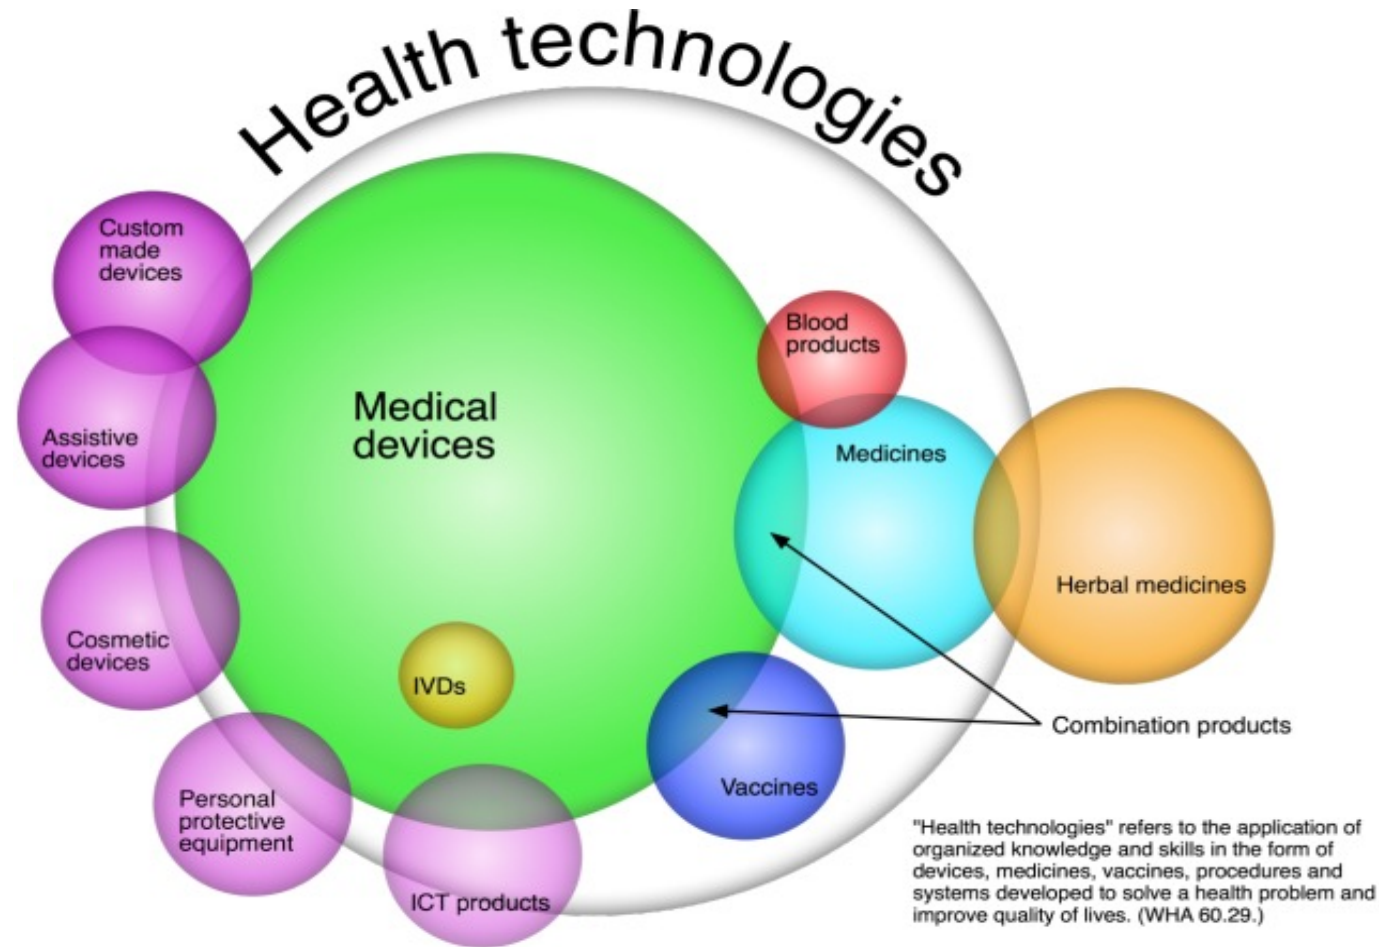 Health technologies
Custom
made
devices
Assistive
devices
Cosmetic
devices
Personal
protective
equipment
ICT products
IVDs
Medical
devices
Blood
products
Medicines
Herbal medicines
Vaccines
Combination products
"Health technologies" refers to the application of
organized knowledge and skills in the form of
devices, medicines, vaccines, procedures and
systems developed to solve a health problem and
improve quality of lives. (WHA 60.29.)